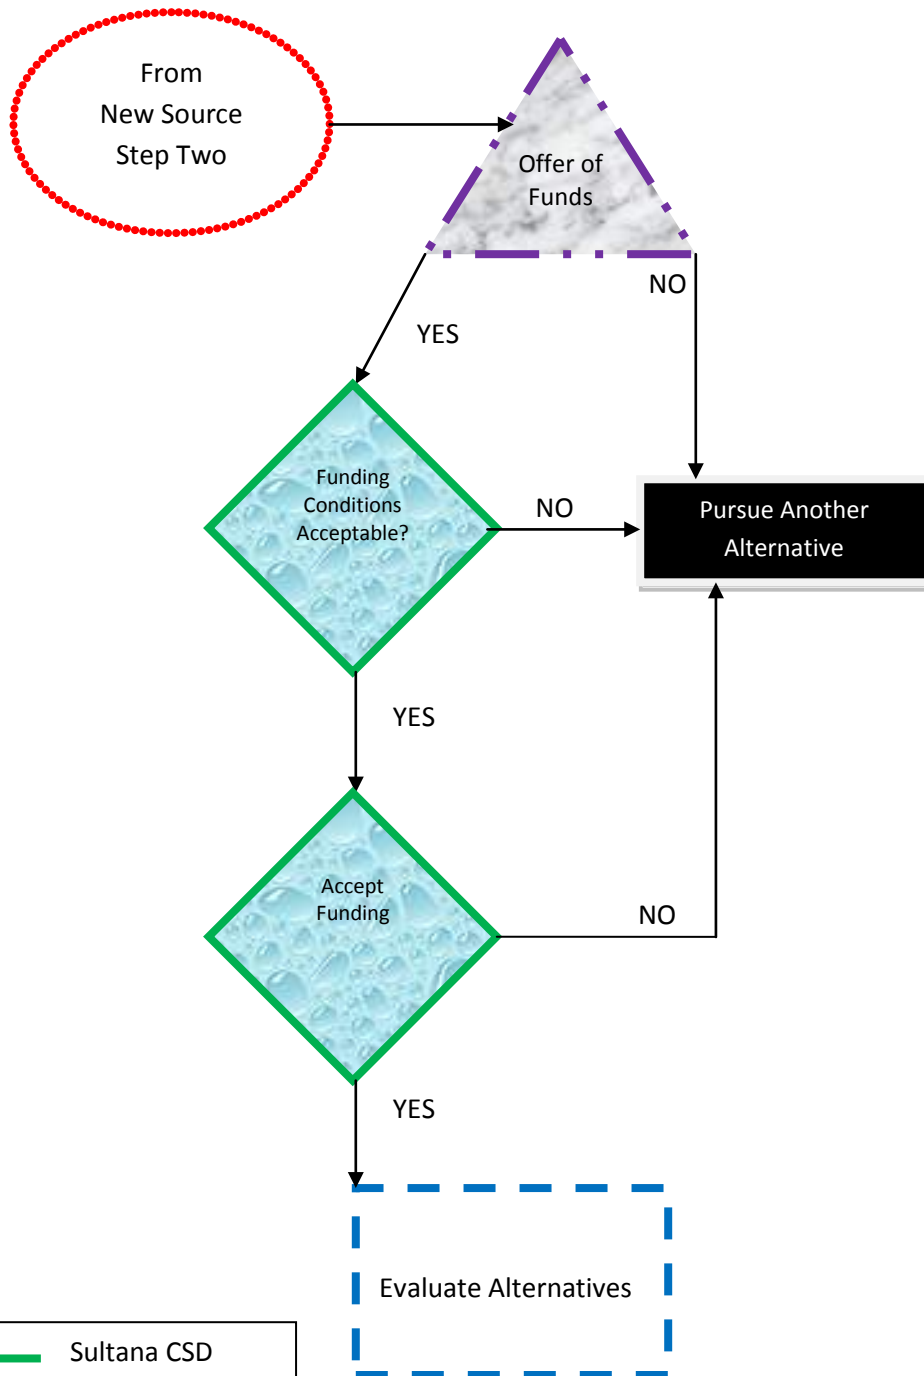 From
New Source
Step Two
Offer of
Funds
NO
YES
Funding
Conditions
Acceptable?
NO
Pursue Another
Alternative
YES
Accept
Funding
NO
YES
Evaluate Alternatives
Sultana CSD